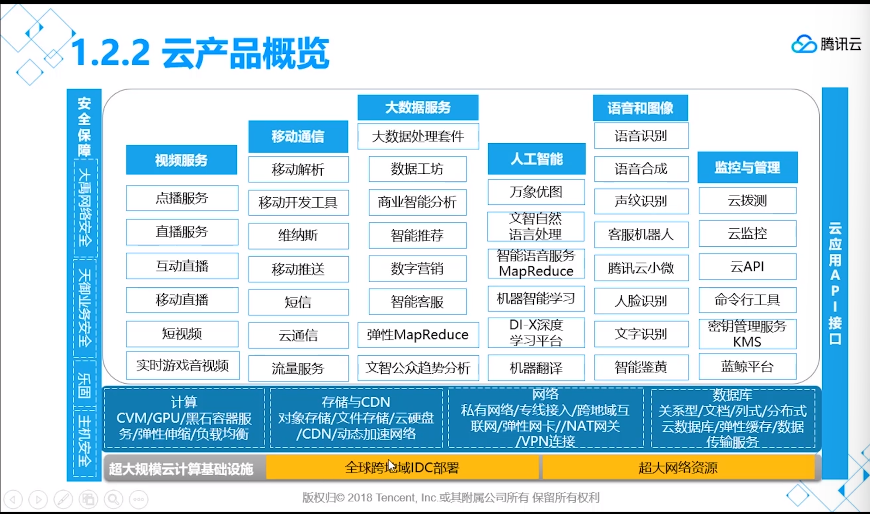 1.2.2 云产品概览
腾讯云
安全保障
大禹网络安全
天御业务安全
乐固
主机安全
视频服务
点播服务
直播服务
互动直播
移动直播
短视频
实时游戏音视频
移动通信
移动解析
移动开发工具
维纳斯
移动推送
短信
云通信
流量服务
大数据服务
大数据处理套件
数据工坊
商业智能分析
智能推荐
数字营销
智能客服
弹性MapReduce
文智公众趋势分析
人工智能
万象优图
文智自然
语言处理
智能语音服务
MapReduce
机器智能学习
DI-X深度
学习平台
机器翻译
语音和图像
语音识别
语音合成
声纹识别
客服机器人
腾讯云小微
人脸识别
文字识别
智能鉴黄
监控与管理
云拨测
云监控
云API
命令行工具
密钥管理服务
KMS
蓝鲸平台
云应用API接口
计算
CVM/GPU/黑石容器服
务/弹性伸缩/负载均衡
存储与CDN
对象存储/文件存储/云硬盘
/CDN/动态加速网络
网络
私有网络/专线接入/跨地域互
联网/弹性网卡//NAT网关
/VPN连接
数据库
关系型/文档/列式/分布式
云数据库/弹性缓存/数据
传输服务
超大规模云计算基础设施
全球跨地域IDC部署
超大网络资源
版权归© 2018 Tencent, Inc.或其附属公司所有 保留所有权利